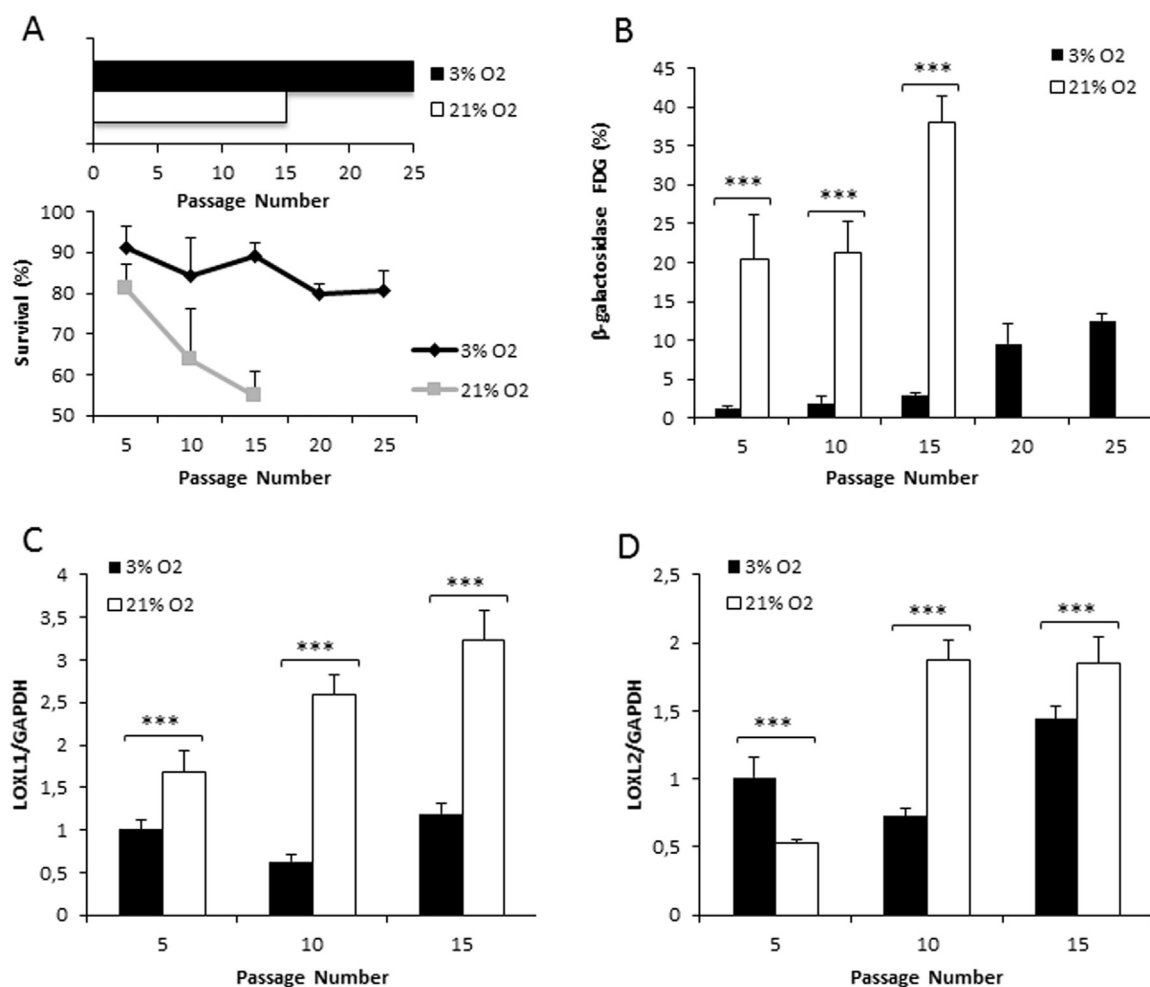 A
3% O2
21% O2
0 5 10 15 20 25
Passage Number
100
90
80
70
60
50
Survival (%)
3% O2
21% O2
5 10 15 20 25
Passage Number
B
3% O2
21% O2
45
40
35
30
25
20
15
10
5
0
β-galactosidase FDG (%)
*** *** ***
5 10 15 20 25
Passage Number
C
3% O2
21% O2
4
3,5
3
2,5
2
1,5
1
0,5
0
LOXL1/GAPDH
*** *** ***
5 10 15
Passage Number
D
3% O2
21% O2
2,5
2
1,5
1
0,5
0
LOXL2/GAPDH
*** *** ***
5 10 15
Passage Number